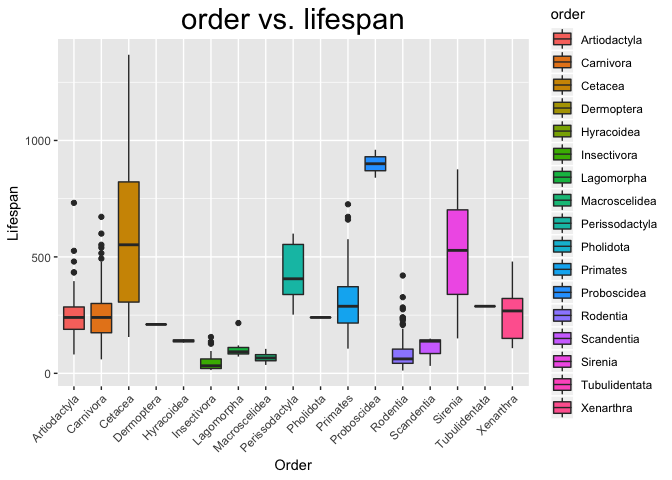 order vs. lifespan
Lifespan
1000
500
0
Artiodactyla
Carnivora
Cetacea
Dermoptera
Hyracoidea
Insectivora
Lagomorpha
Macroscelidea
Perissodactyla
Pholidota
Primates
Proboscidea
Rodentia
Scandentia
Sirenia
Tubulidentata
Xenarthra
Order
order
Artiodactyla
Carnivora
Cetacea
Dermoptera
Hyracoidea
Insectivora
Lagomorpha
Macroscelidea
Perissodactyla
Pholidota
Primates
Proboscidea
Rodentia
Scandentia
Sirenia
Tubulidentata
Xenarthra